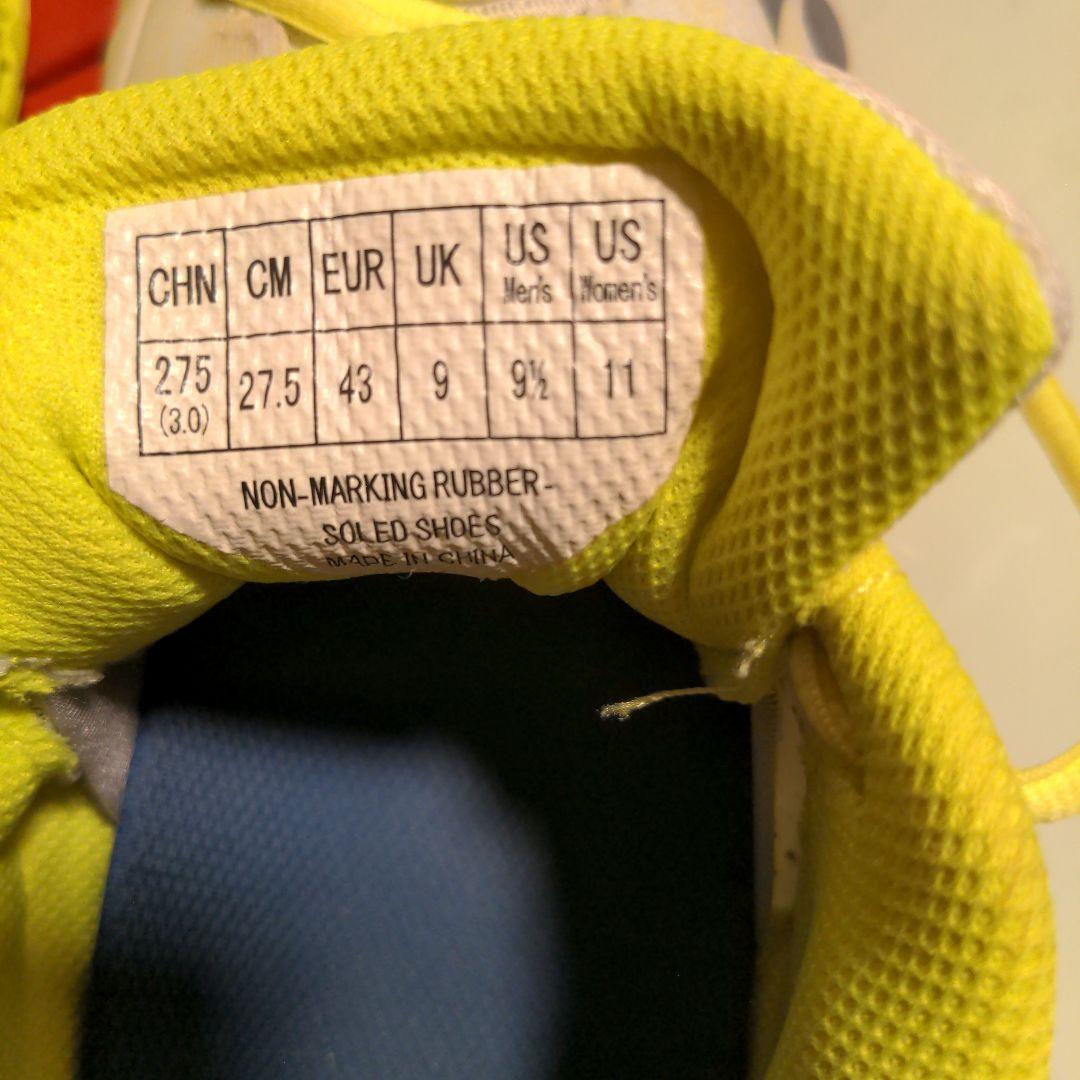 CHN CM EUR UK US Men's US Women's
275 (3.0) 27.5 43 9 9½ 11
NON-MARKING RUBBER-
SOLED SHOES
MADE IN CHINA